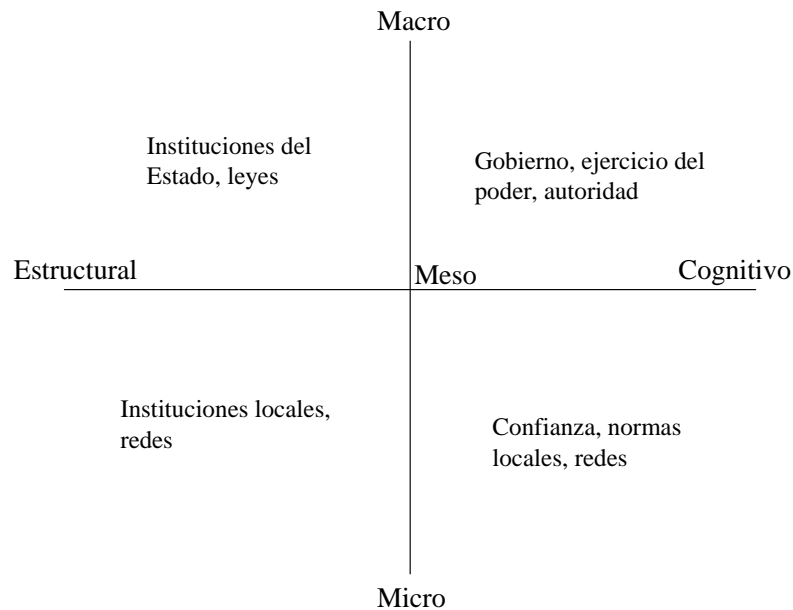 Macro
Instituciones del
Estado, leyes
Gobierno, ejercicio del
poder, autoridad
Estructural
Meso
Cognitivo
Instituciones locales,
redes
Confianza, normas
locales, redes
Micro